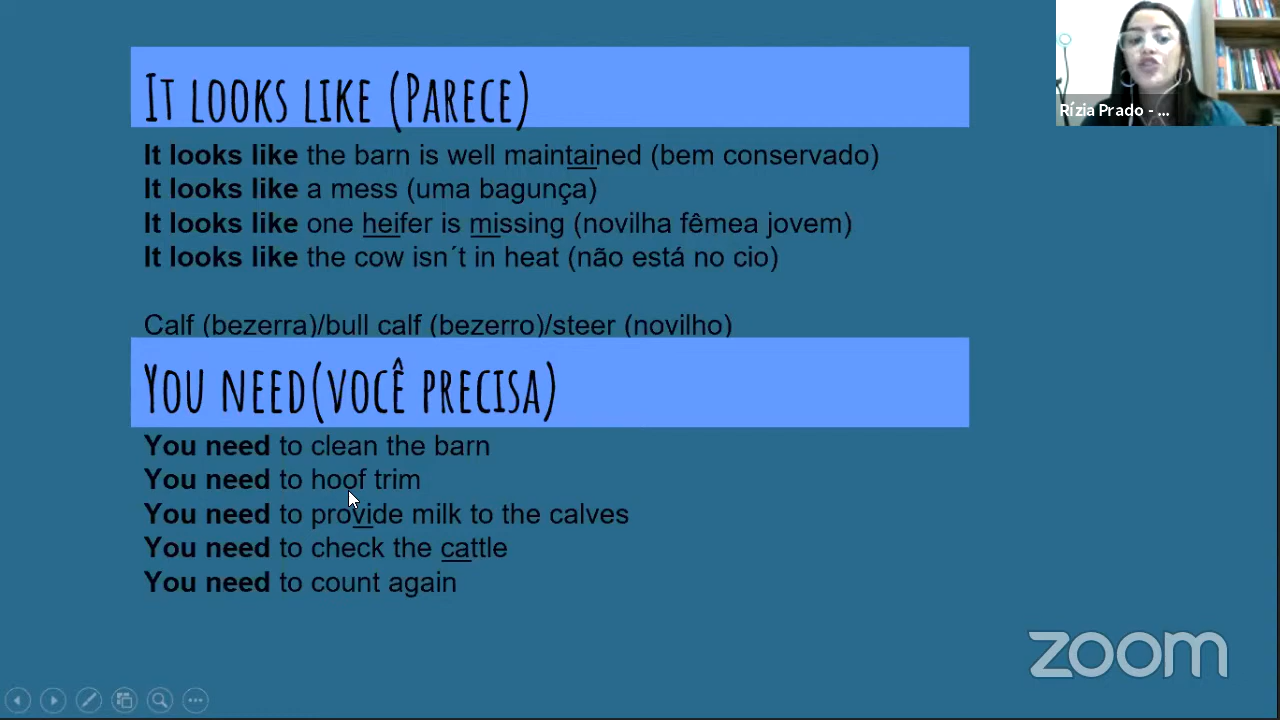 It looks like (Parece)
It looks like the barn is well maintained (bem conservado)
It looks like a mess (uma bagunça)
It looks like one heifer is missing (novilha fêmea jovem)
It looks like the cow isn´t in heat (não está no cio)
Calf (bezerra)/bull calf (bezerro)/steer (novilho)
You need(você precisa)
You need to clean the barn
You need to hoof trim
You need to provide milk to the calves
You need to check the cattle
You need to count again
Rízia Prado - ...
zoom